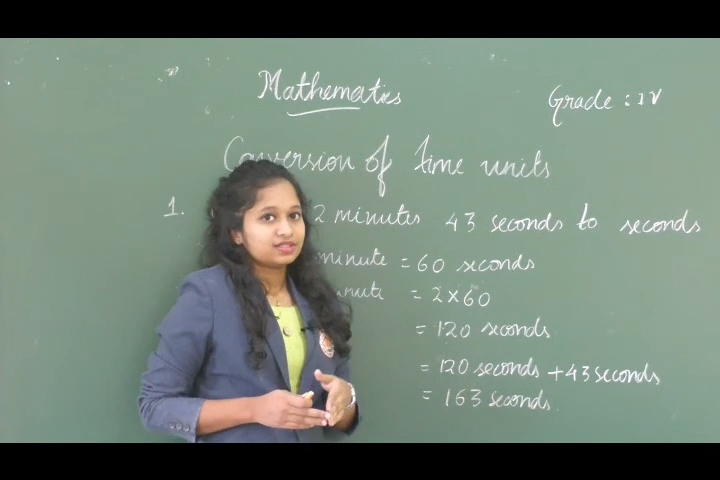 Mathematics
Grade : IV
Conversion of time units
1. 2 minutes 43 seconds to seconds
minute = 60 seconds
= 2×60
= 120 seconds
= 120 seconds + 43 seconds
= 163 seconds.